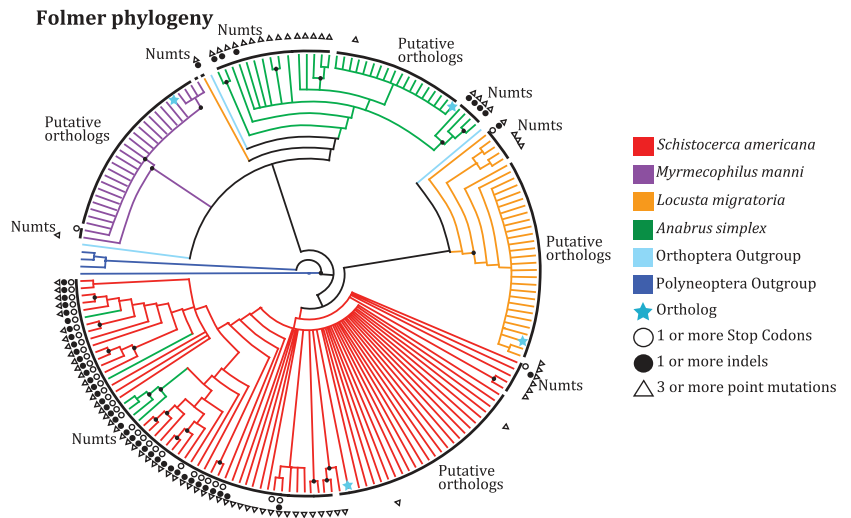 Folmer phylogeny
Numts
Numts
Putative
orthologs
Numts
Numts
Putative
orthologs
Numts
Putative
orthologs
Numts
Numts
Putative
orthologs
Schistocerca americana
Myrmecophilus manni
Locusta migratoria
Anabrus simplex
Orthoptera Outgroup
Polyneoptera Outgroup
Ortholog
1 or more Stop Codons
1 or more indels
3 or more point mutations